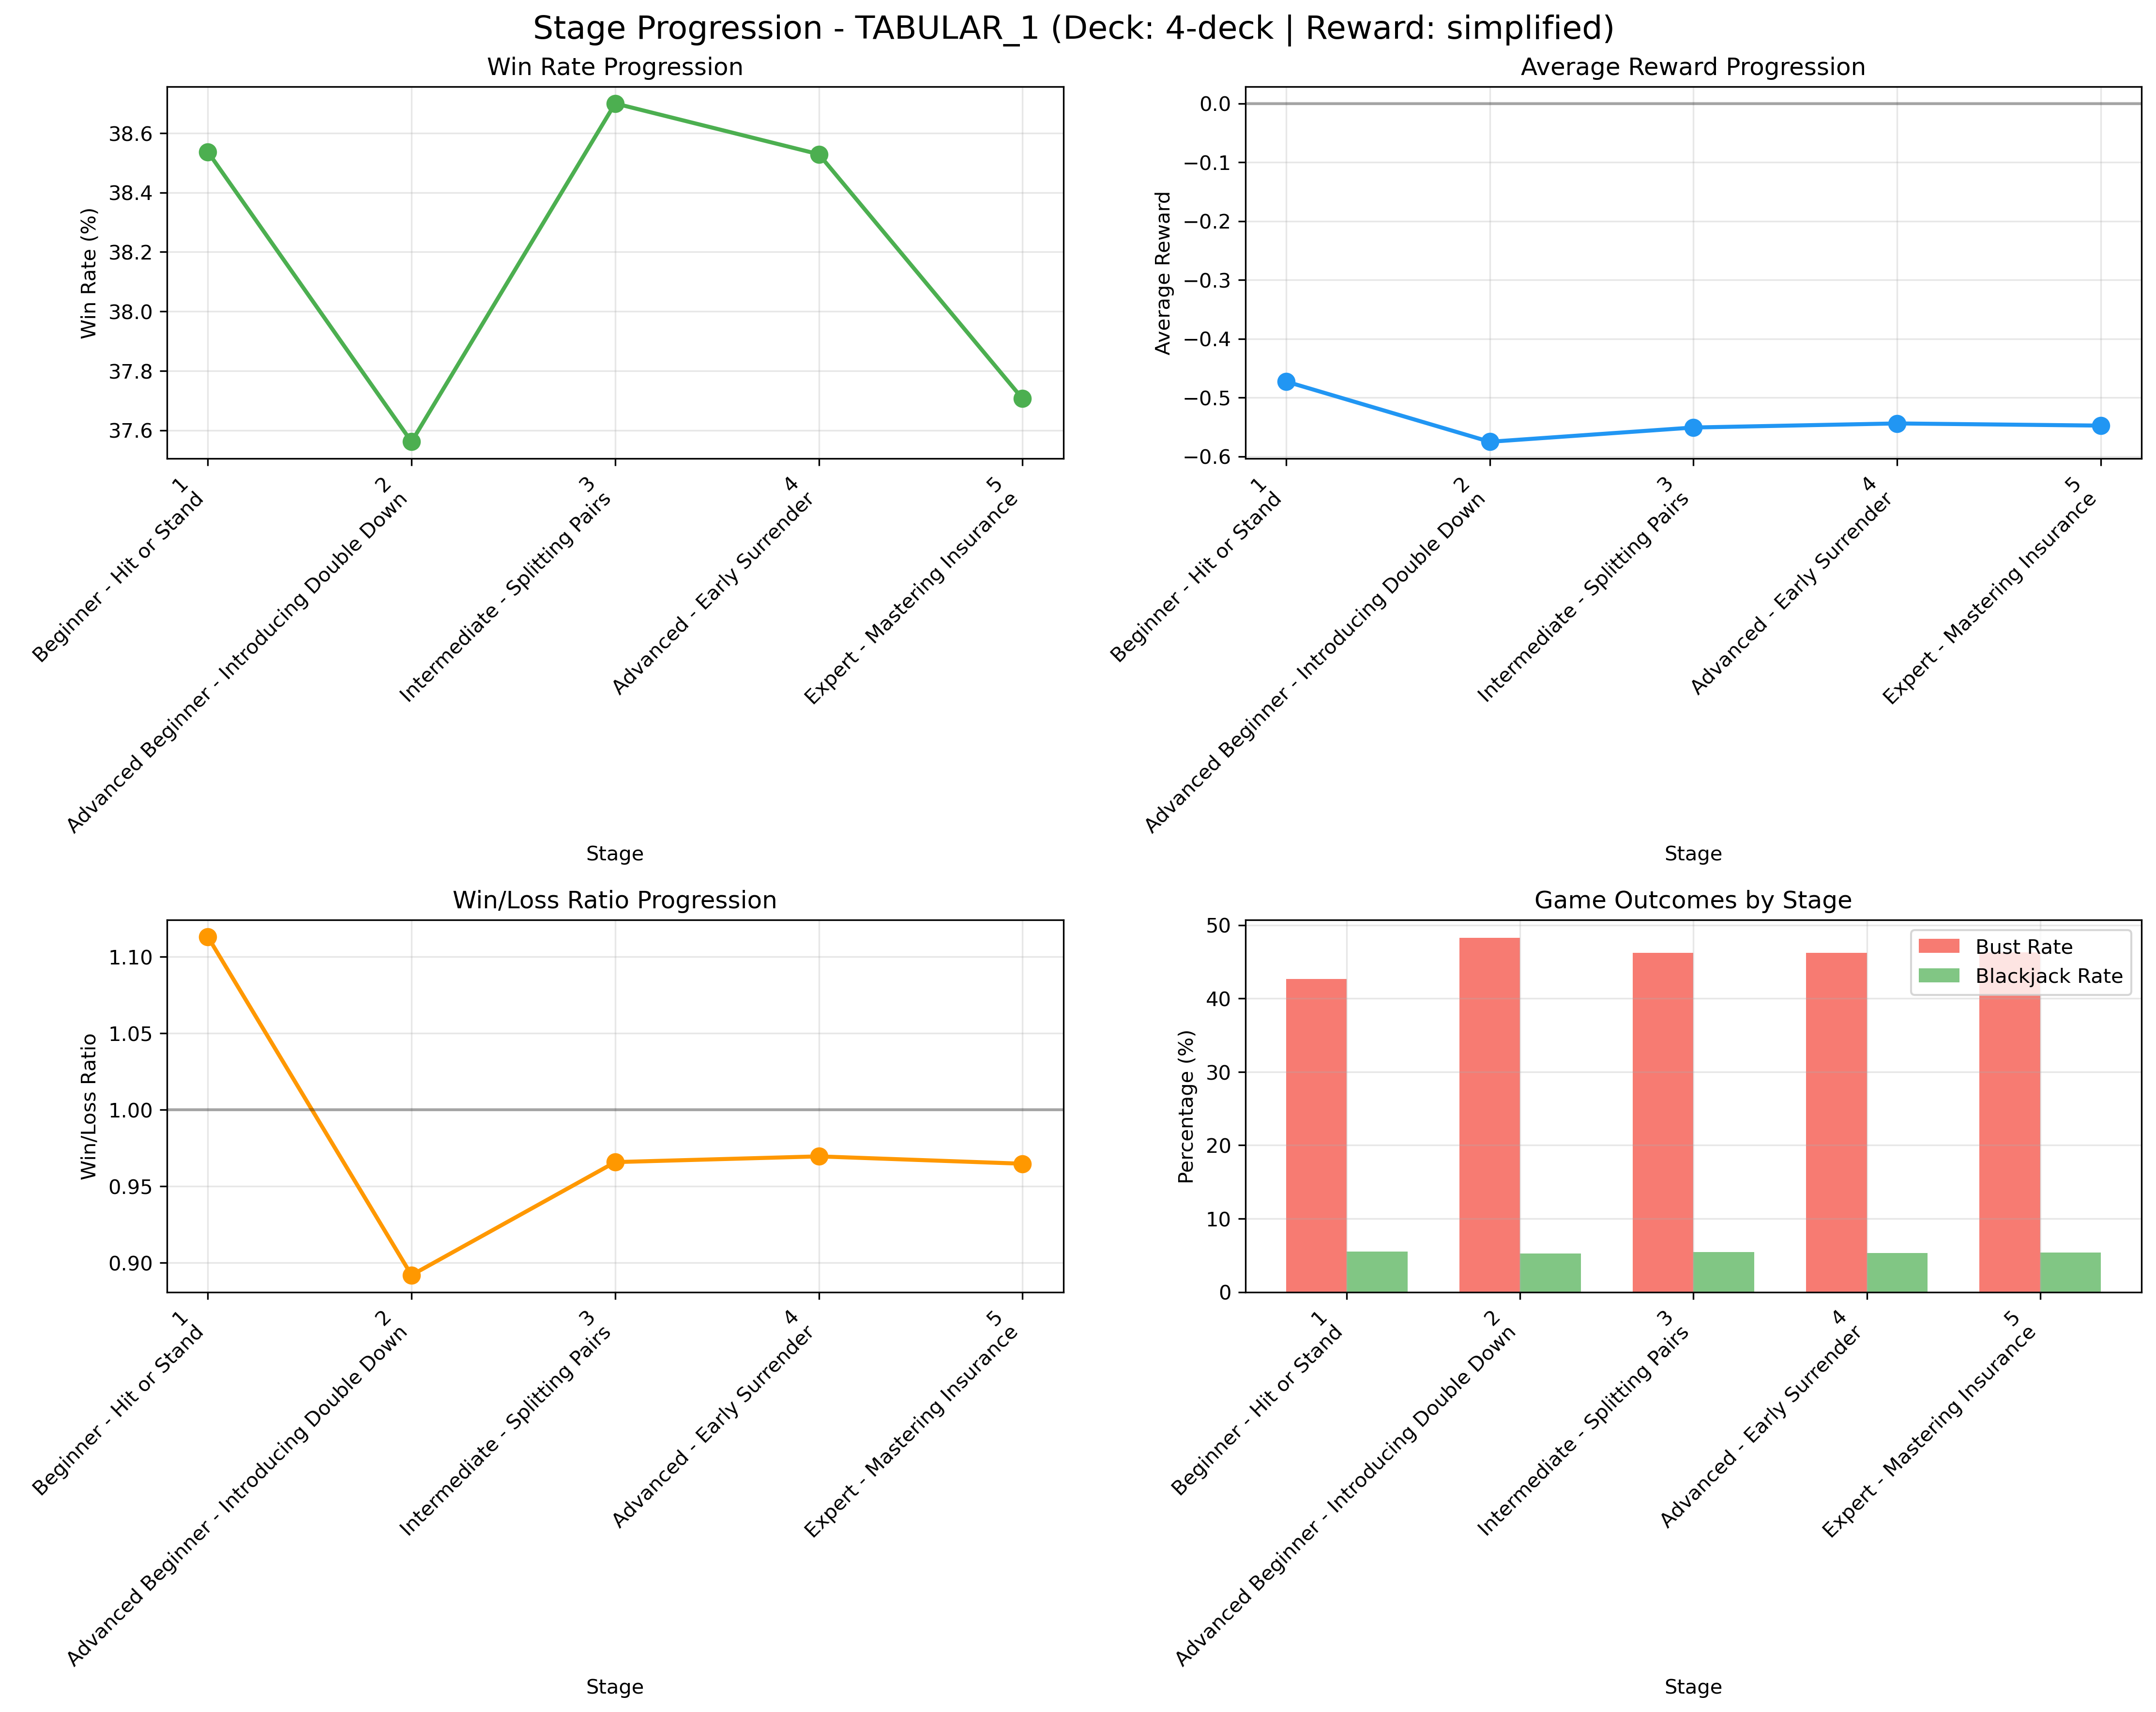 Stage Progression - TABULAR_1 (Deck: 4-deck | Reward: simplified)
Win Rate Progression
Win Rate (%)
38.6
38.4
38.2
38.0
37.8
37.6
1
Beginner - Hit or Stand
2
Advanced Beginner - Introducing Double Down
3
Intermediate - Splitting Pairs
4
Advanced - Early Surrender
5
Expert - Mastering Insurance
Stage
Average Reward Progression
Average Reward
0.0
−0.1
−0.2
−0.3
−0.4
−0.5
−0.6
1
Beginner - Hit or Stand
2
Advanced Beginner - Introducing Double Down
3
Intermediate - Splitting Pairs
4
Advanced - Early Surrender
5
Expert - Mastering Insurance
Stage
Win/Loss Ratio Progression
Win/Loss Ratio
1.10
1.05
1.00
0.95
0.90
1
Beginner - Hit or Stand
2
Advanced Beginner - Introducing Double Down
3
Intermediate - Splitting Pairs
4
Advanced - Early Surrender
5
Expert - Mastering Insurance
Stage
Game Outcomes by Stage
Percentage (%)
50
40
30
20
10
0
Bust Rate
Blackjack Rate
1
Beginner - Hit or Stand
2
Advanced Beginner - Introducing Double Down
3
Intermediate - Splitting Pairs
4
Advanced - Early Surrender
5
Expert - Mastering Insurance
Stage